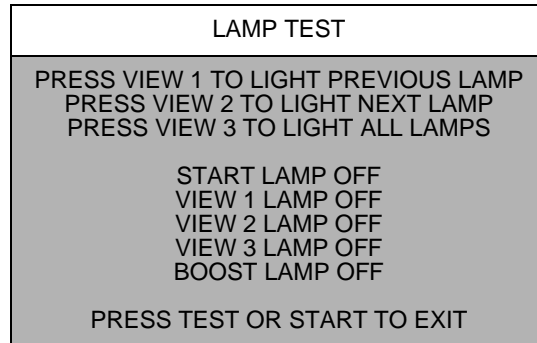 LAMP TEST
PRESS VIEW 1 TO LIGHT PREVIOUS LAMP
PRESS VIEW 2 TO LIGHT NEXT LAMP
PRESS VIEW 3 TO LIGHT ALL LAMPS
START LAMP OFF
VIEW 1 LAMP OFF
VIEW 2 LAMP OFF
VIEW 3 LAMP OFF
BOOST LAMP OFF
PRESS TEST OR START TO EXIT